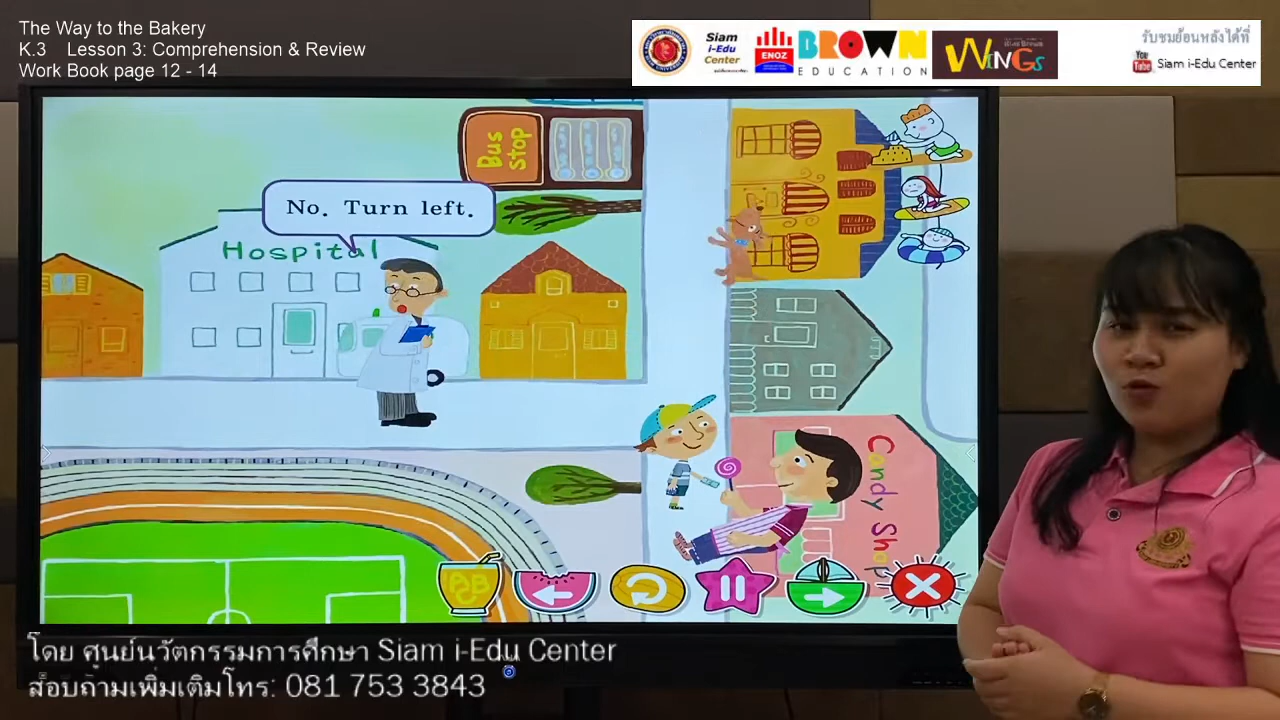 The Way to the Bakery
K.3 Lesson 3: Comprehension & Review
WorkBook page 12 - 14
Siam
i-Edu
Center
ENOZ
BROWN
EDUCATION
WINGS
รับชมย้อนหลังได้ที่
You
Tube
Siam i-Edu Center
Bus
Stop
No. Turn left.
Hospital
Candy Shop
โดย ศูนย์นวัตกรรมการศึกษา Siam i-Edu Center
สอบถามเพิ่มเติมโทร: 081 753 3843